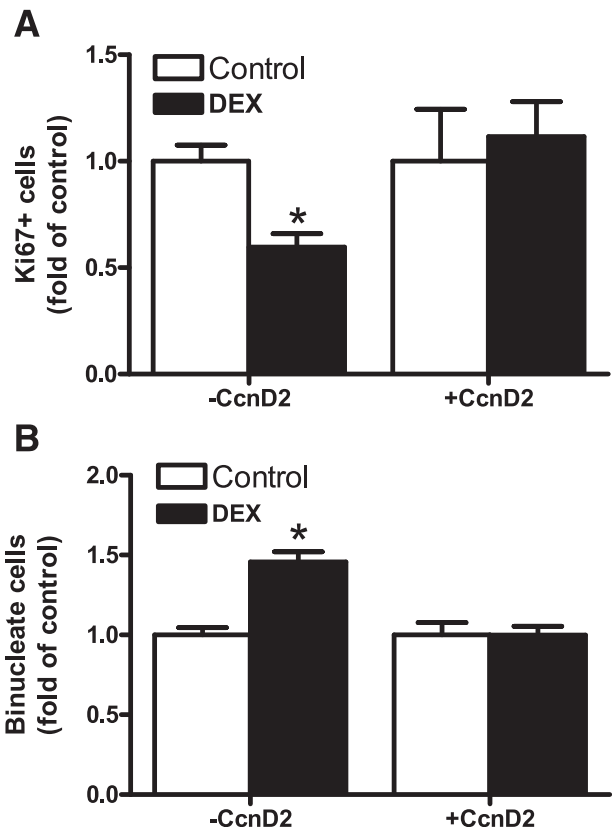 A
1.5
Control
DEX
1.0
*
0.5
0.0
Ki67+ cells
(fold of control)
-CcnD2
+CcnD2
B
2.0
Control
DEX
*
1.5
1.0
0.5
0.0
Binucleate cells
(fold of control)
-CcnD2
+CcnD2